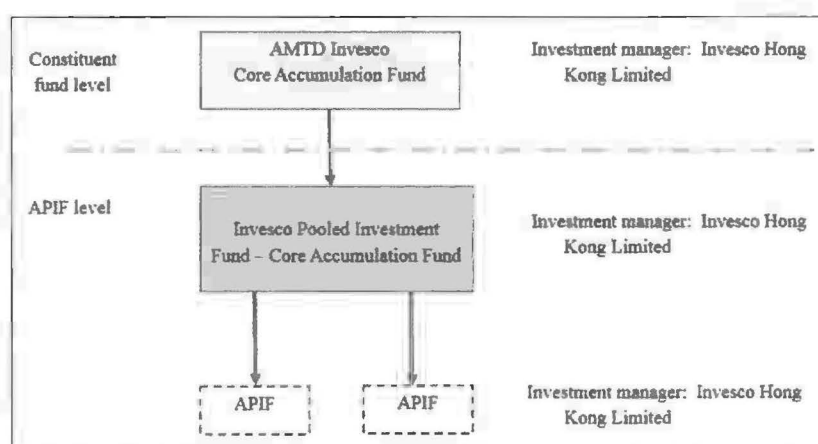 Constituent
fund level
AMTD Invesco
Core Accumulation Fund
Investment manager: Invesco Hong
Kong Limited
APIF level
Invesco Pooled Investment
Fund – Core Accumulation Fund
Investment manager: Invesco Hong
Kong Limited
APIF
APIF
Investment manager: Invesco Hong
Kong Limited